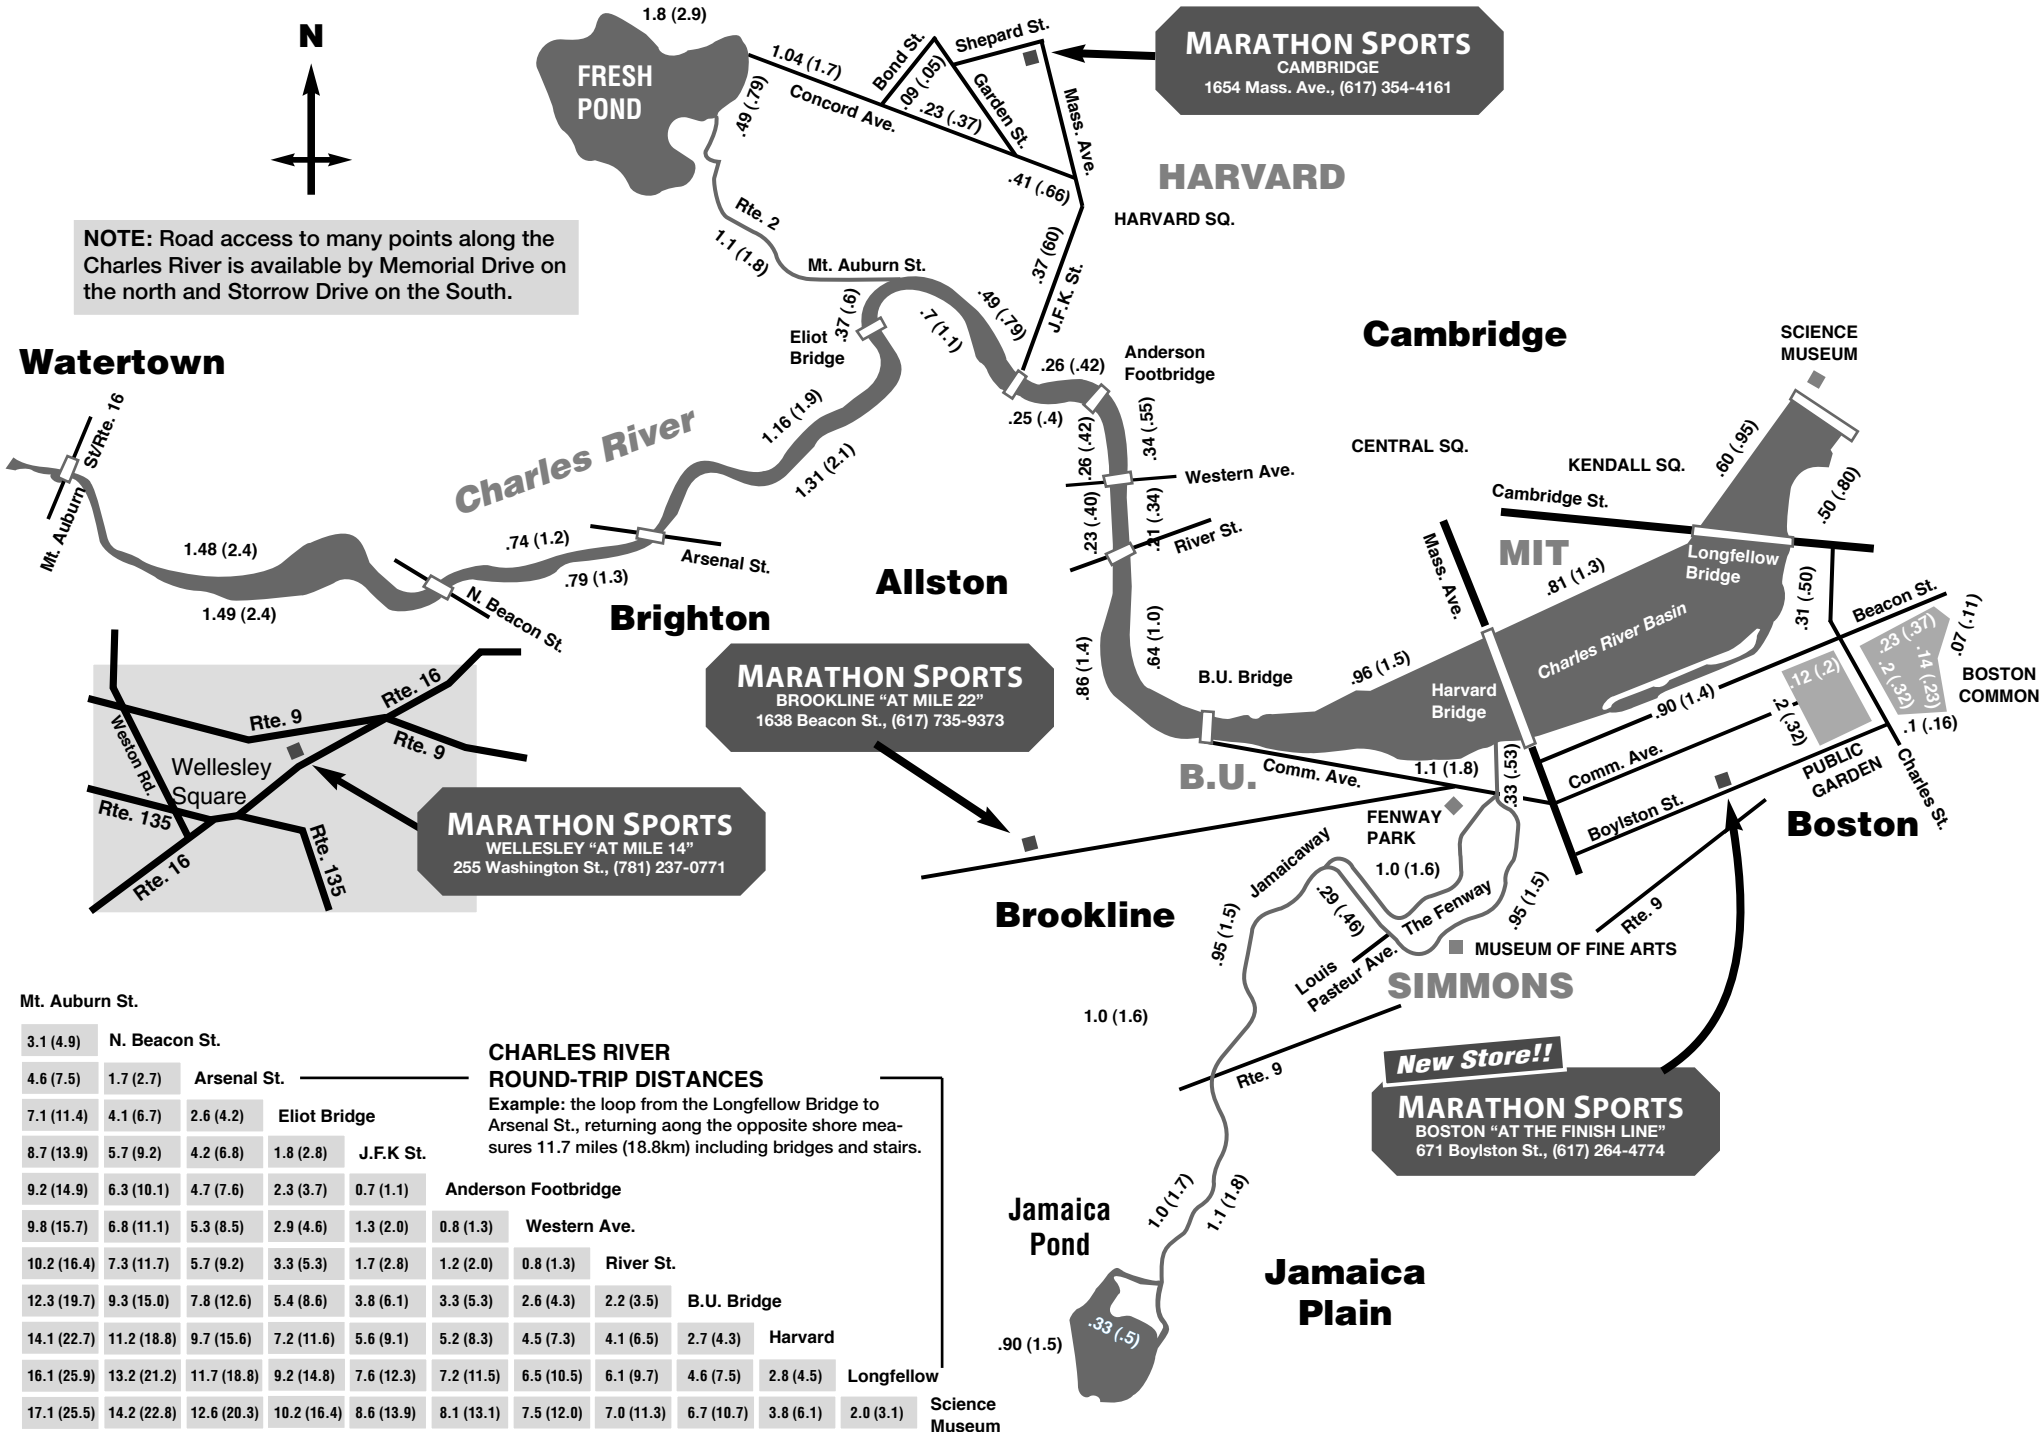 1.8 (2.9)
N
FRESH
POND
1.04 (1.7)
Concord Ave.
.49 (.79)
Bond St.
Shepard St.
.09 (.05)
.23 (.37)
Garden St.
Mass. Ave.
.41 (.66)
MARATHON SPORTS
CAMBRIDGE
1654 Mass. Ave., (617) 354-4161
HARVARD
HARVARD SQ.
NOTE: Road access to many points along the
Charles River is available by Memorial Drive on
the north and Storrow Drive on the South.
Rte. 2
1.1 (1.8)
Mt. Auburn St.
.37 (60)
J.F.K. St.
.37 (.6)
Eliot
Bridge
.7 (1.1)
.49 (.79)
Watertown
St/Rte. 16
Mt. Auburn
Charles River
1.16 (1.9)
1.31 (2.1)
.26 (.42)
.25 (.4)
Anderson
Footbridge
.26 (.42)
.34 (.55)
Western Ave.
.23 (.40)
.21 (.34)
River St.
Cambridge
SCIENCE
MUSEUM
CENTRAL SQ.
KENDALL SQ.
.60 (.95)
.50 (.80)
Cambridge St.
MIT
Longfellow
Bridge
Mass. Ave.
.81 (1.3)
Charles River Basin
.31 (.50)
Beacon St.
.07 (.11)
.23 (.37)
.14 (.23)
.2 (.32)
BOSTON
COMMON
.1 (.16)
.12 (.2)
.2 (.32)
PUBLIC
GARDEN
Charles St.
.90 (1.4)
Comm. Ave.
Boylston St.
Boston
1.48 (2.4)
1.49 (2.4)
.74 (1.2)
.79 (1.3)
Arsenal St.
N. Beacon St.
Brighton
Allston
.86 (1.4)
.64 (1.0)
B.U. Bridge
.96 (1.5)
Harvard
Bridge
MARATHON SPORTS
BROOKLINE “AT MILE 22”
1638 Beacon St., (617) 735-9373
B.U.
Comm. Ave.
1.1 (1.8)
.33 (.53)
FENWAY
PARK
1.0 (1.6)
Rte. 16
Rte. 9
Rte. 9
Weston Rd.
Wellesley
Square
Rte. 135
Rte. 16
Rte. 135
MARATHON SPORTS
WELLESLEY “AT MILE 14”
255 Washington St., (781) 237-0771
Brookline
Jamaicaway
.29 (.46)
The Fenway
.95 (1.5)
.95 (1.5)
Louis
Pasteur Ave.
MUSEUM OF FINE ARTS
SIMMONS
Rte. 9
1.0 (1.6)
Rte. 9
New Store!!
MARATHON SPORTS
BOSTON “AT THE FINISH LINE”
671 Boylston St., (617) 264-4774
1.0 (1.7)
1.1 (1.8)
Jamaica
Pond
.33 (.5)
.90 (1.5)
Jamaica
Plain
CHARLES RIVER
ROUND-TRIP DISTANCES
Example: the loop from the Longfellow Bridge to
Arsenal St., returning aong the opposite shore mea-
sures 11.7 miles (18.8km) including bridges and stairs.
Mt. Auburn St.
3.1 (4.9) N. Beacon St.
4.6 (7.5) 1.7 (2.7) Arsenal St.
7.1 (11.4) 4.1 (6.7) 2.6 (4.2) Eliot Bridge
8.7 (13.9) 5.7 (9.2) 4.2 (6.8) 1.8 (2.8) J.F.K St.
9.2 (14.9) 6.3 (10.1) 4.7 (7.6) 2.3 (3.7) 0.7 (1.1) Anderson Footbridge
9.8 (15.7) 6.8 (11.1) 5.3 (8.5) 2.9 (4.6) 1.3 (2.0) 0.8 (1.3) Western Ave.
10.2 (16.4) 7.3 (11.7) 5.7 (9.2) 3.3 (5.3) 1.7 (2.8) 1.2 (2.0) 0.8 (1.3) River St.
12.3 (19.7) 9.3 (15.0) 7.8 (12.6) 5.4 (8.6) 3.8 (6.1) 3.3 (5.3) 2.6 (4.3) 2.2 (3.5) B.U. Bridge
14.1 (22.7) 11.2 (18.8) 9.7 (15.6) 7.2 (11.6) 5.6 (9.1) 5.2 (8.3) 4.5 (7.3) 4.1 (6.5) 2.7 (4.3) Harvard
16.1 (25.9) 13.2 (21.2) 11.7 (18.8) 9.2 (14.8) 7.6 (12.3) 7.2 (11.5) 6.5 (10.5) 6.1 (9.7) 4.6 (7.5) 2.8 (4.5) Longfellow
17.1 (25.5) 14.2 (22.8) 12.6 (20.3) 10.2 (16.4) 8.6 (13.9) 8.1 (13.1) 7.5 (12.0) 7.0 (11.3) 6.7 (10.7) 3.8 (6.1) 2.0 (3.1) Science
Museum